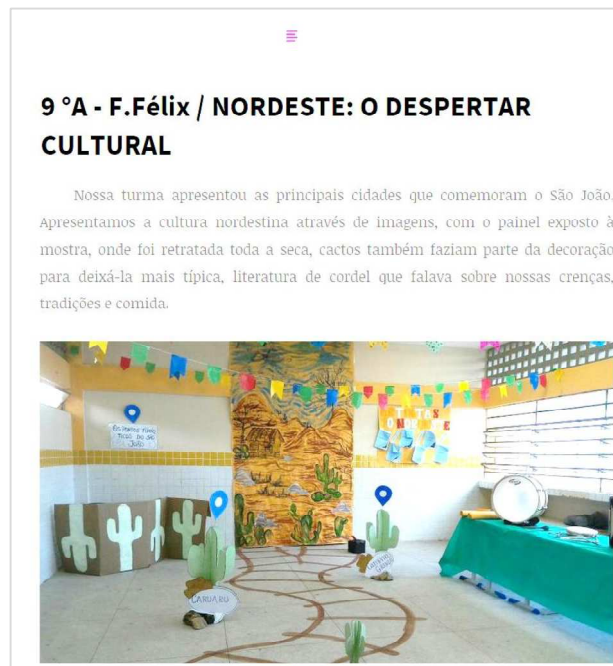 9 °A - F.Félix / NORDESTE: O DESPERTAR
CULTURAL
Nossa turma apresentou as principais cidades que comemoram o São João.
Apresentamos a cultura nordestina através de imagens, com o painel exposto à
mostra, onde foi retratada toda a seca, cactos também faziam parte da decoração
para deixá-la mais típica, literatura de cordel que falava sobre nossas crenças,
tradições e comida.
CARUARU